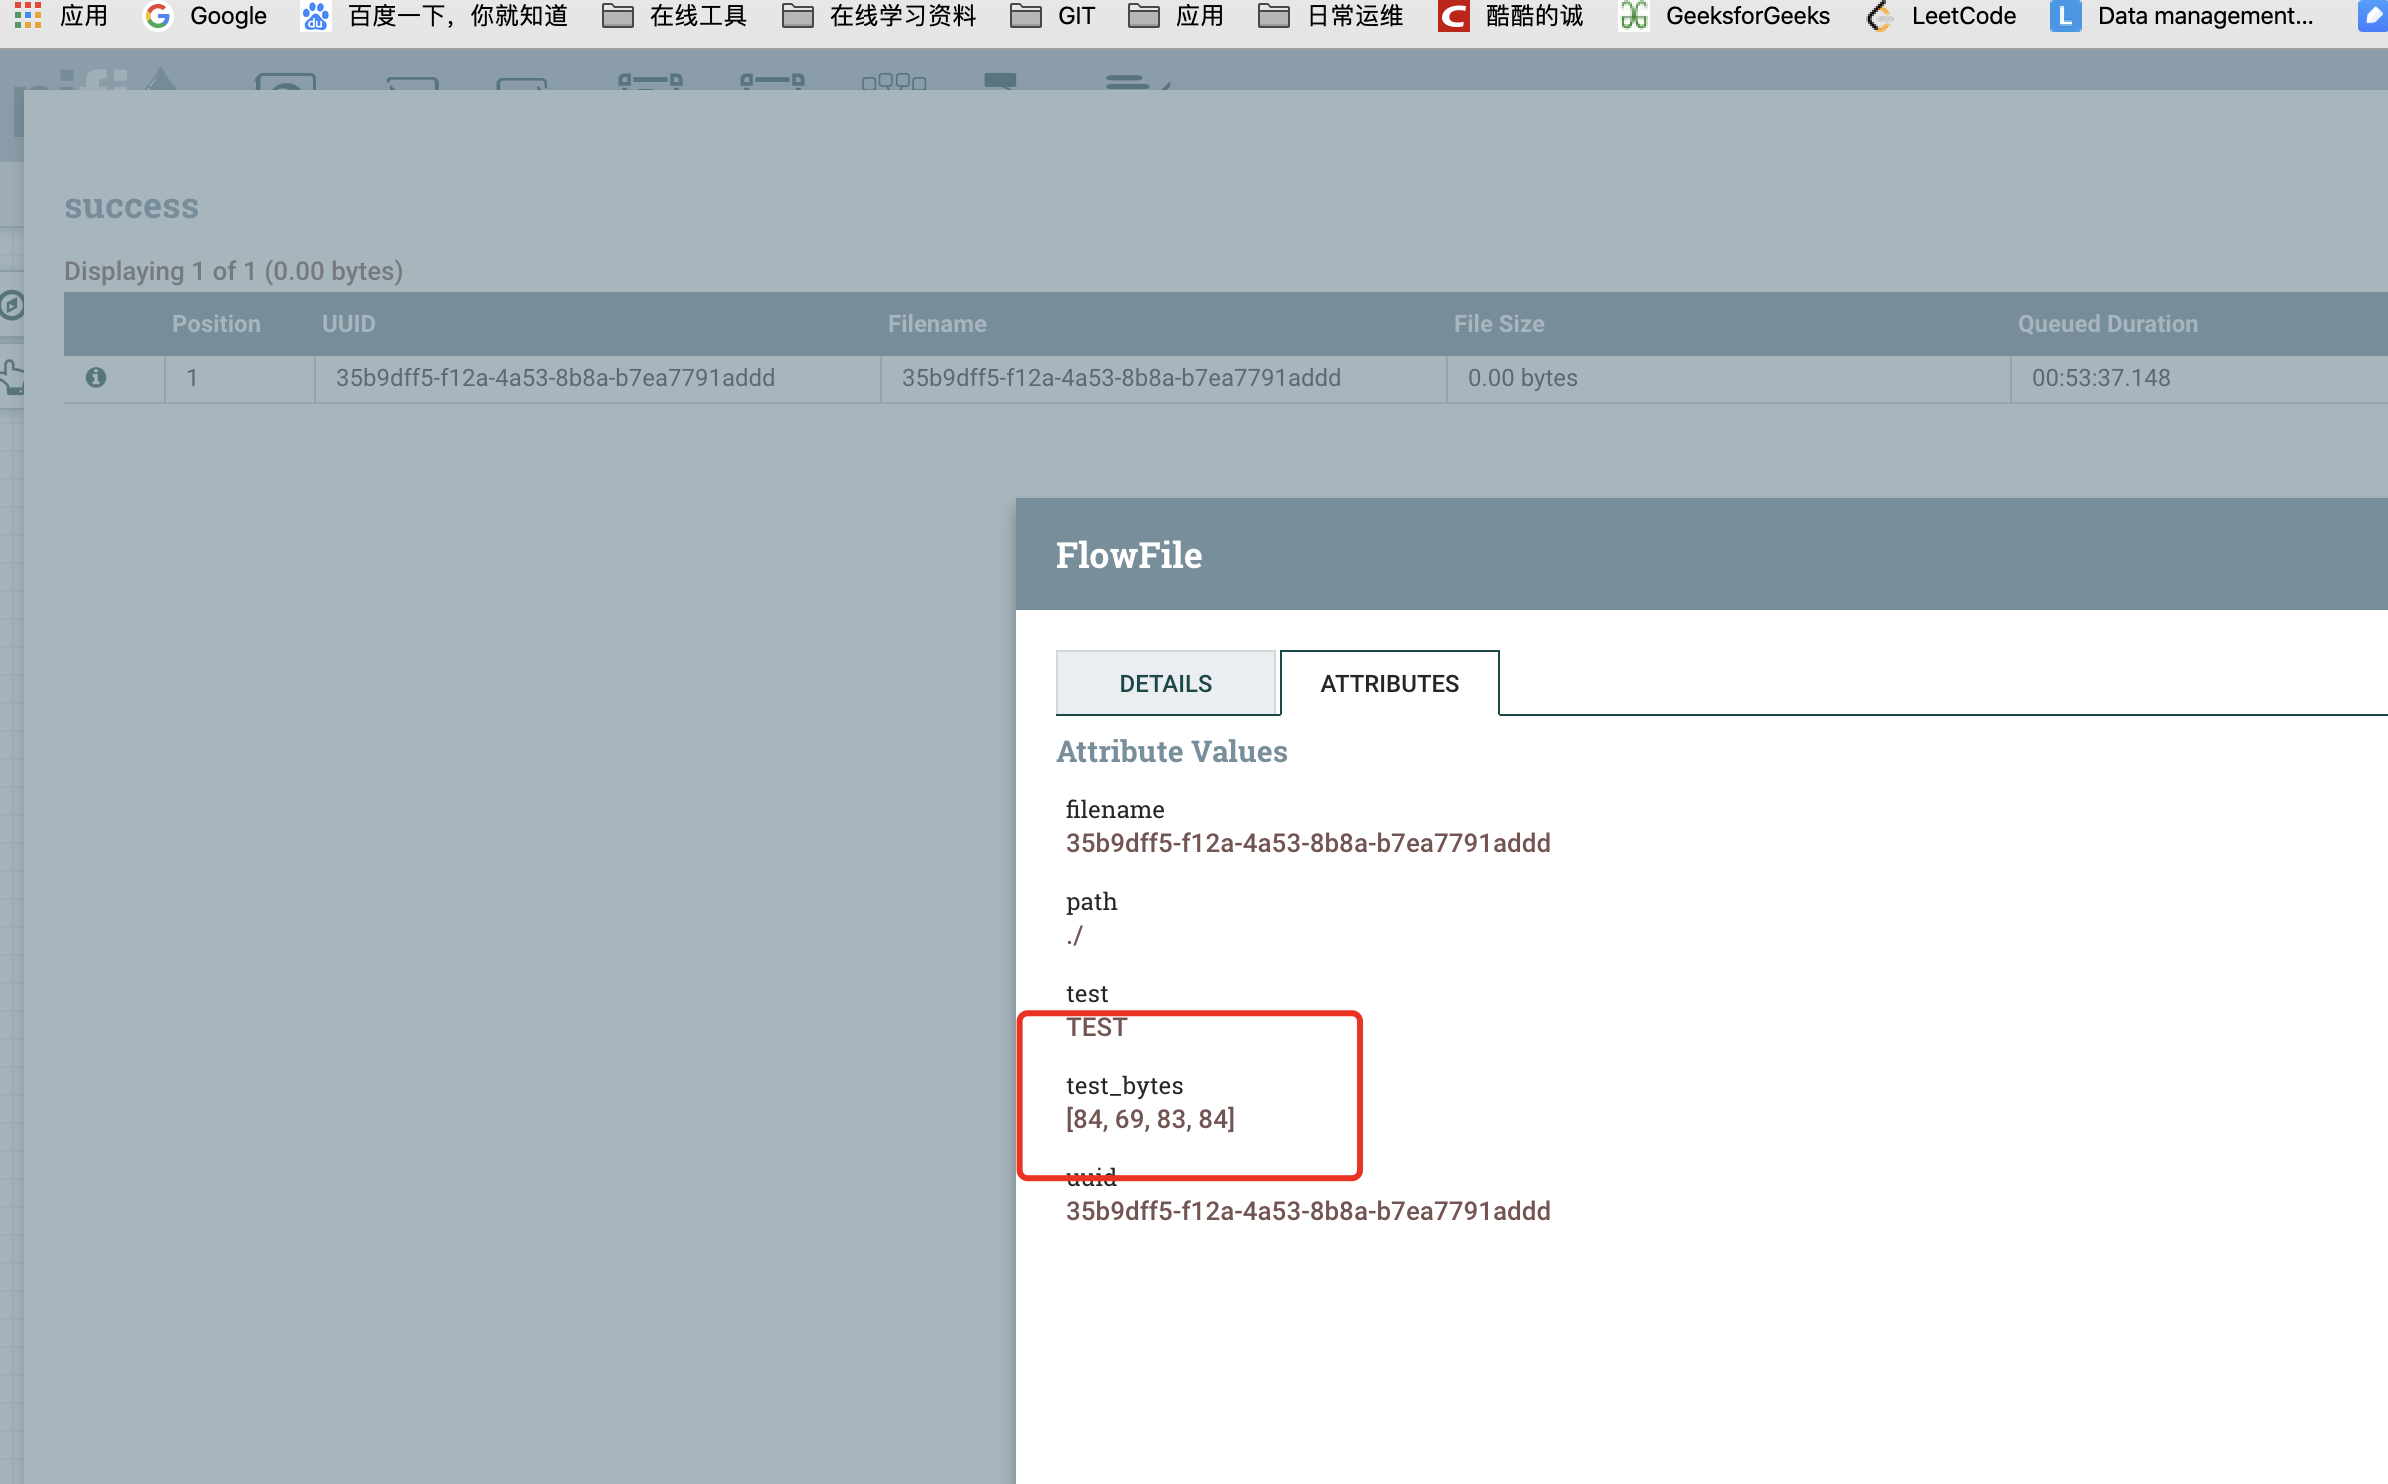 应用 Google 百度一下，你就知道 在线工具 在线学习资料 GIT 应用 日常运维 酷酷的诚 GeeksforGeeks LeetCode Data management...
nifi
success
Displaying 1 of 1 (0.00 bytes)
Position UUID Filename File Size Queued Duration
1 35b9dff5-f12a-4a53-8b8a-b7ea7791addd 35b9dff5-f12a-4a53-8b8a-b7ea7791addd 0.00 bytes 00:53:37.148
FlowFile
DETAILS ATTRIBUTES
Attribute Values
filename
35b9dff5-f12a-4a53-8b8a-b7ea7791addd
path
./
test
TEST
test_bytes
[84, 69, 83, 84]
uuid
35b9dff5-f12a-4a53-8b8a-b7ea7791addd